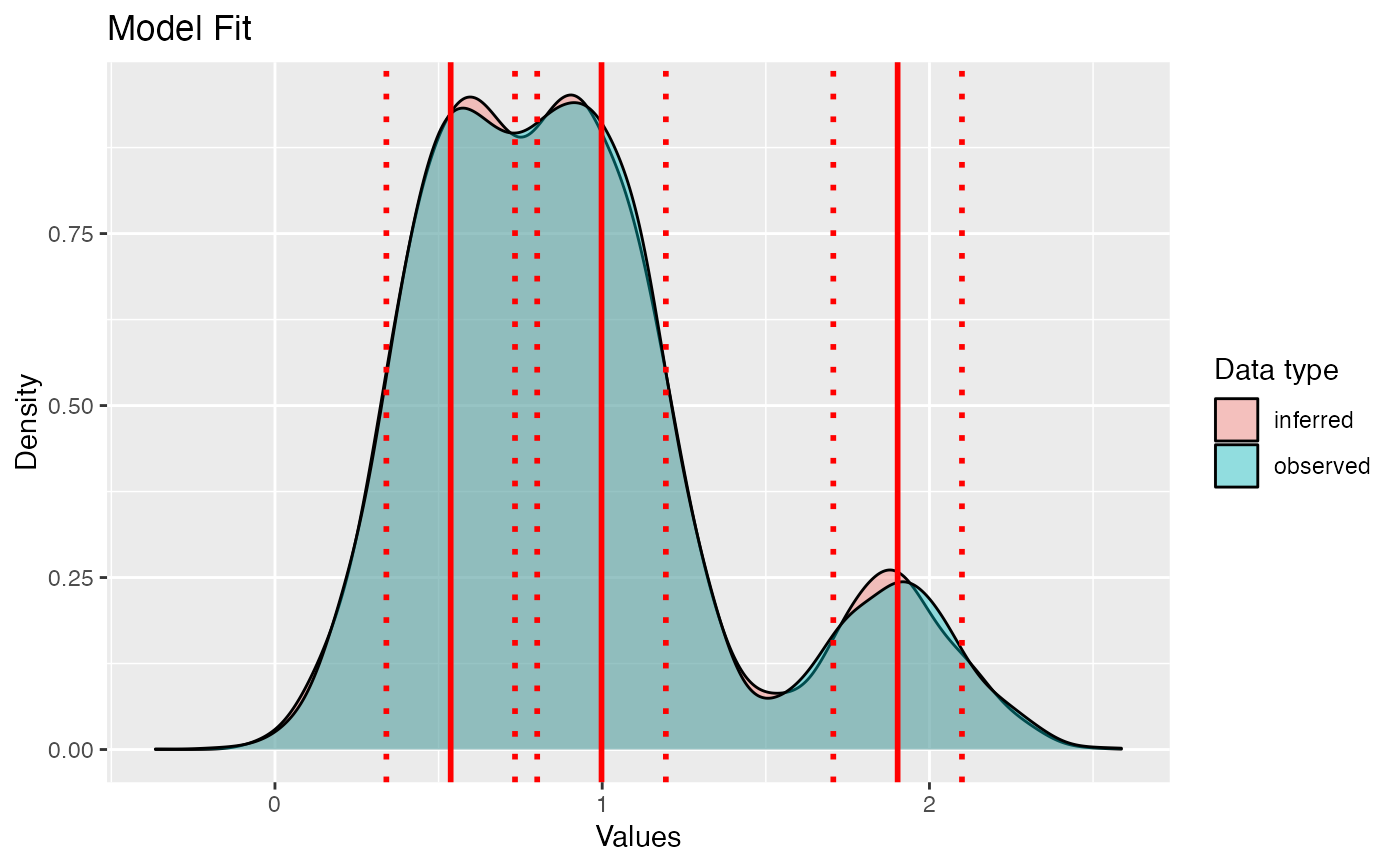 Model Fit
Density
0.75
0.50
0.25
0.00
0
1
2
Values
Data type
inferred
observed